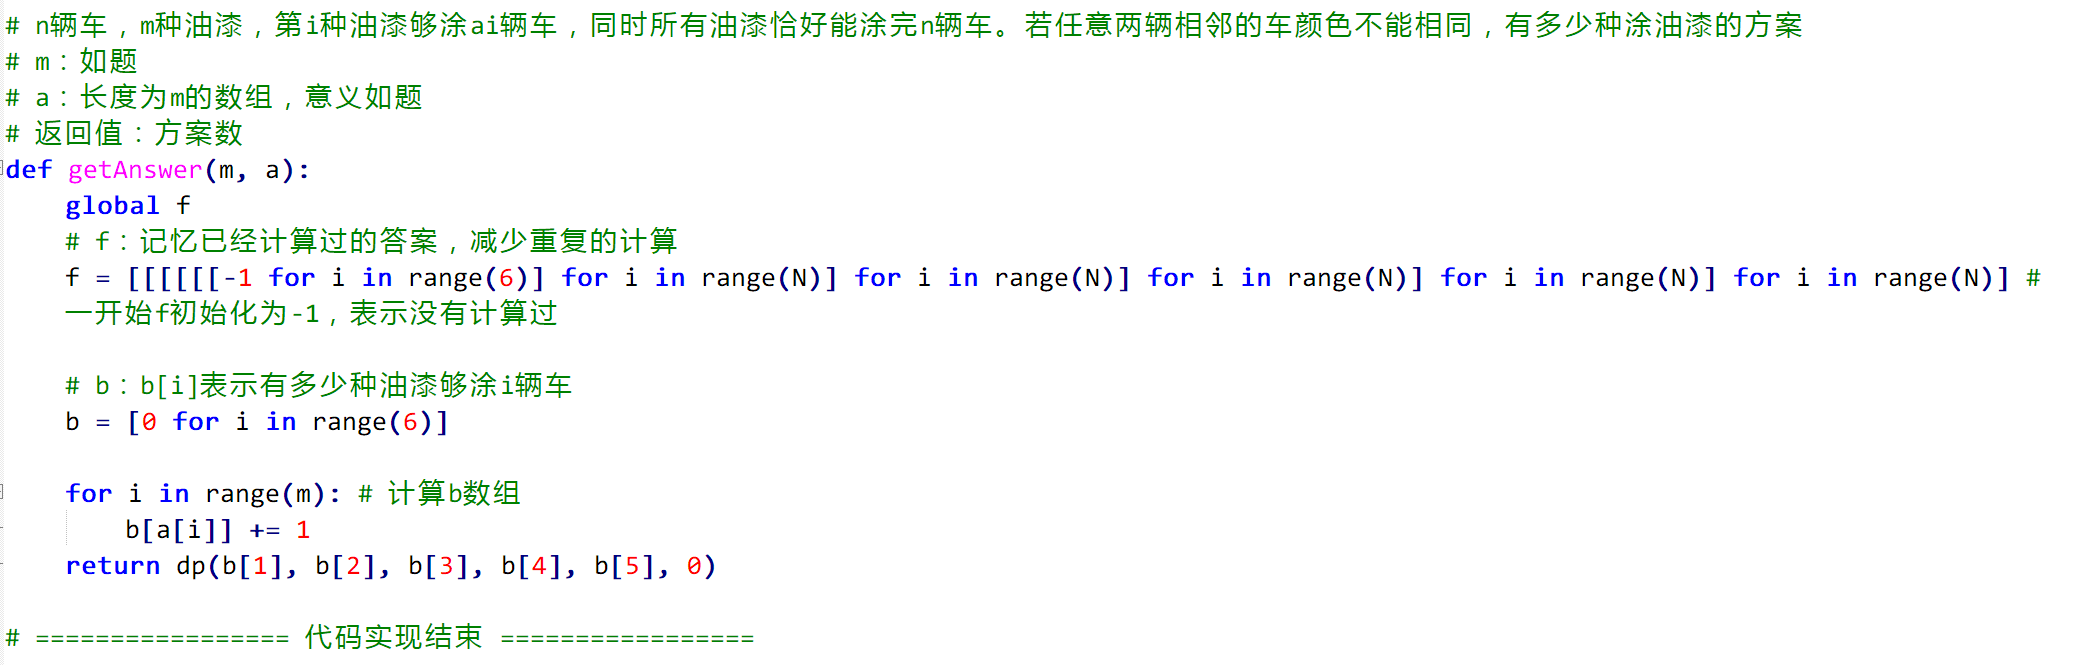 # n辆车，m种油漆，第i种油漆够涂ai辆车，同时所有油漆恰好能涂完n辆车。若任意两辆相邻的车颜色不能相同，有多少种涂油漆的方案
# m：如题
# a：长度为m的数组，意义如题
# 返回值：方案数
def getAnswer(m, a):
    global f
    # f：记忆已经计算过的答案，减少重复的计算
    f = [[[[[[-1 for i in range(6)] for i in range(N)] for i in range(N)] for i in range(N)] for i in range(N)] for i in range(N)] #
    一开始f初始化为-1，表示没有计算过
    # b：b[i]表示有多少种油漆够涂i辆车
    b = [0 for i in range(6)]
    for i in range(m): # 计算b数组
        b[a[i]] += 1
    return dp(b[1], b[2], b[3], b[4], b[5], 0)
# ================= 代码实现结束 =================